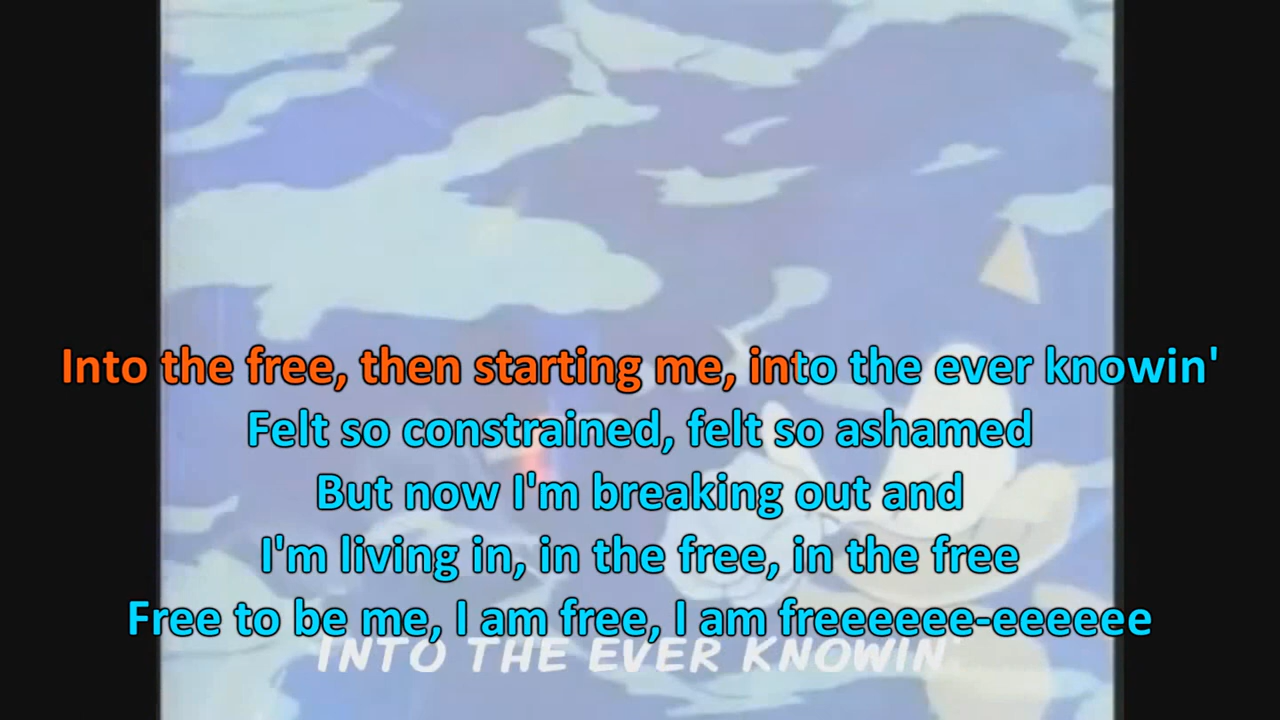 Into the free, then starting me, into the ever knowin'
Felt so constrained, felt so ashamed
But now I'm breaking out and
I'm living in, in the free, in the free
Free to be me, I am free, I am freeeeee-eeeeee
INTO THE EVER KNOWIN'